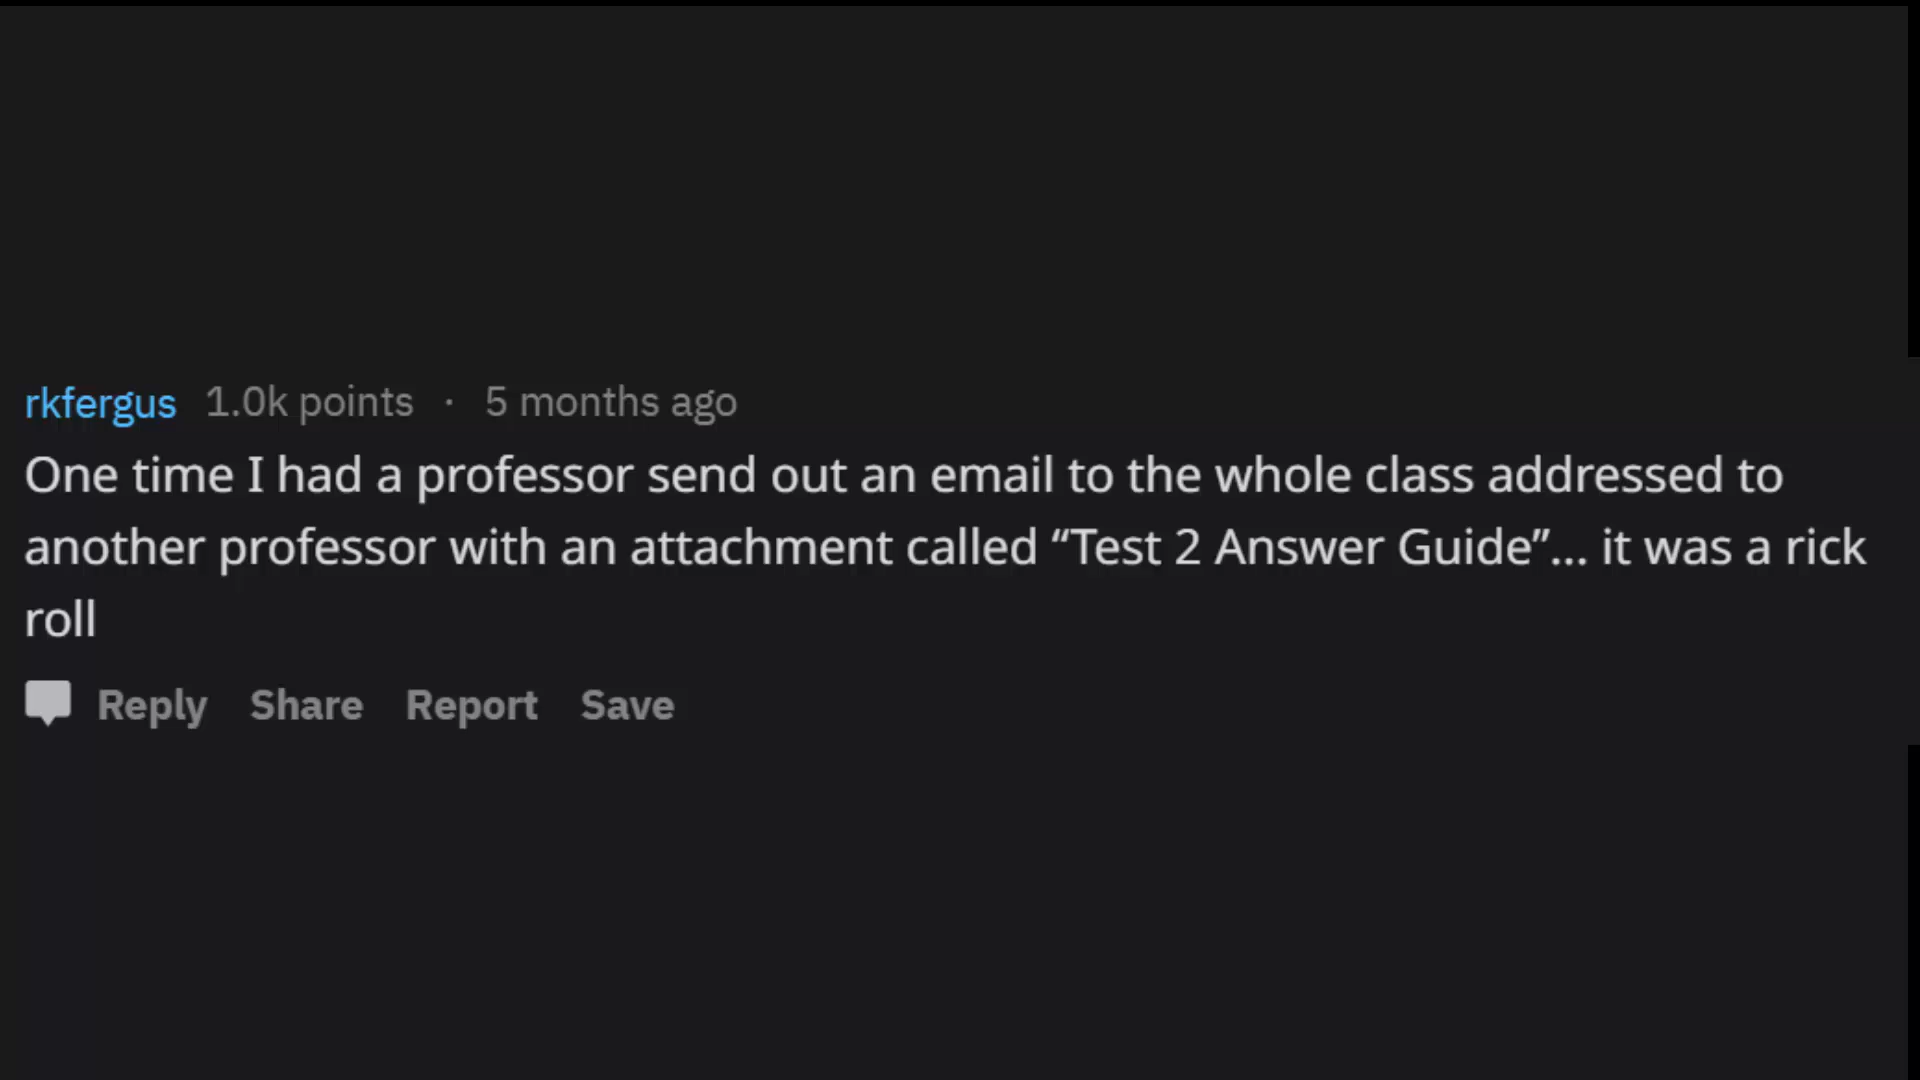 rkfergus 1.0k points · 5 months ago
One time I had a professor send out an email to the whole class addressed to
another professor with an attachment called “Test 2 Answer Guide”... it was a rick
roll
Reply Share Report Save